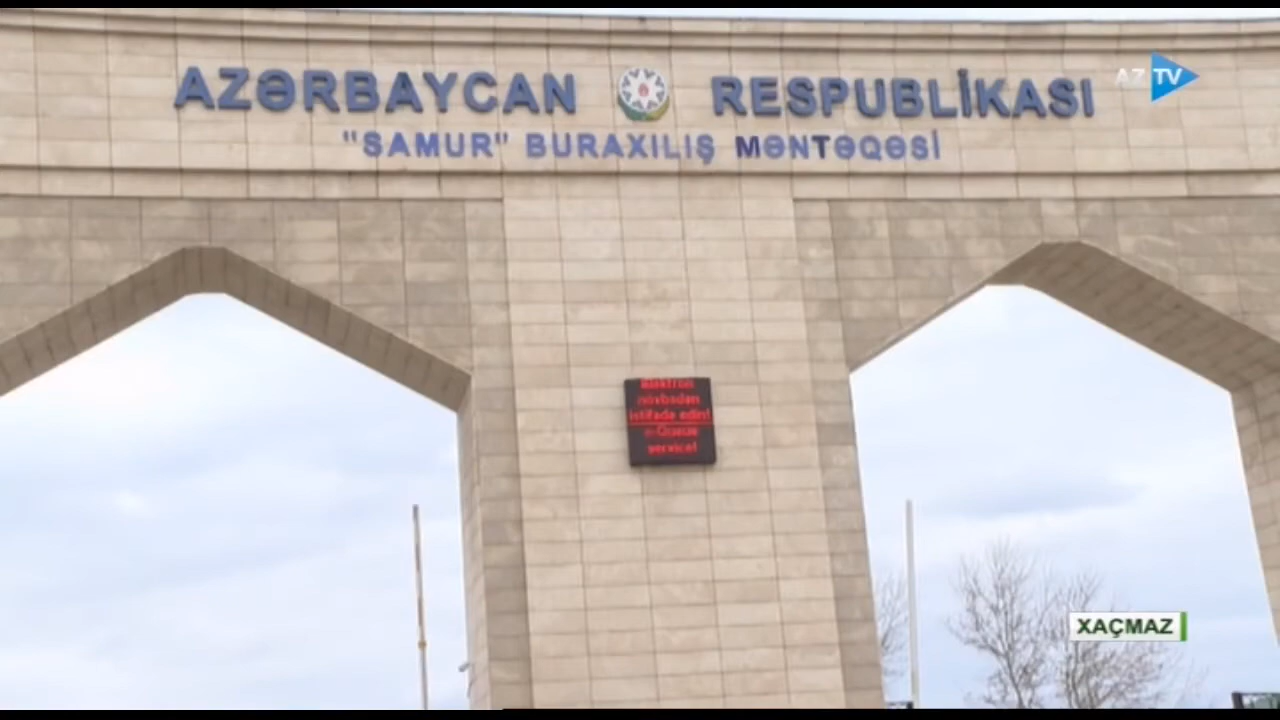 AZƏRBAYCAN RESPUBLİKASI
AZTV
"SAMUR" BURAXILIŞ MƏNTƏQƏSİ
Elektron
növbədən
istifadə edin!
e-Queue
service!
XAÇMAZ